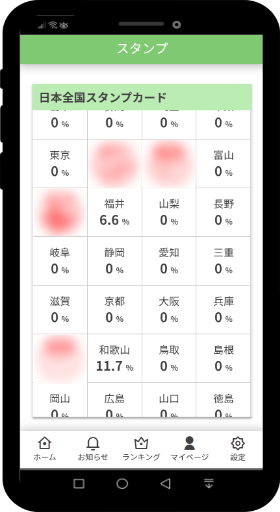 スタンプ
日本全国スタンプカード
0 % 0 % 0 % 0 %
東京 富山
0 % 0 %
福井 山梨 長野
6.6 % 0 % 0 %
岐阜 静岡 愛知 三重
0 % 0 % 0 % 0 %
滋賀 京都 大阪 兵庫
0 % 0 % 0 % 0 %
和歌山 鳥取 島根
11.7 % 0 % 0 %
岡山 広島 山口 徳島
0 % 0 % 0 % 0 %
ホーム お知らせ ランキング マイページ 設定